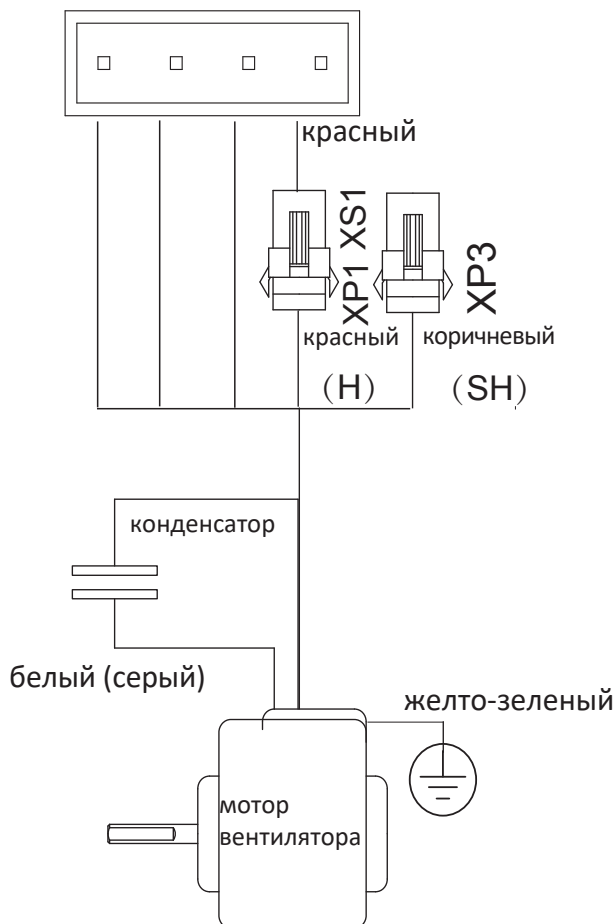 красный
XS1
XP1
XP3
красный
коричневый
(H)
(SH)
конденсатор
белый (серый)
желто-зеленый
мотор
вентилятора